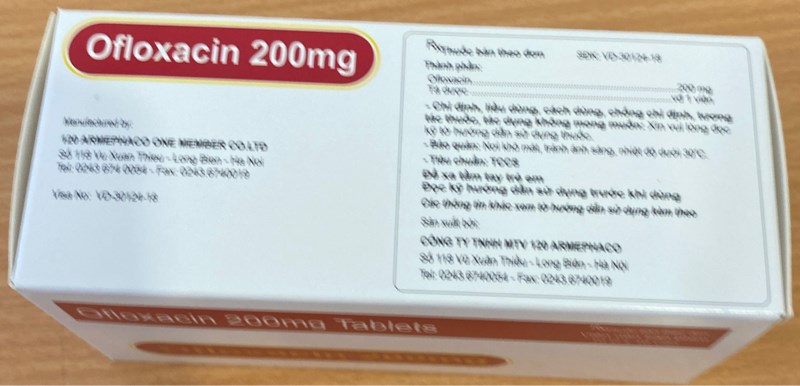 Ofloxacin 200mg
Manufactured by:
120 ARMEPHACO ONE MEMBER CO.LTD
Số 118 Vũ Xuân Thiều - Long Biên - Hà Nội
Tel: 0243.674 0054 - Fax: 0243.6740019
Visa No: VD-30124-18
Rx Thuốc bán theo đơn SĐK: VD-30124-18
Thành phần:
Ofloxacin 200 mg
Tá dược vđ 1 viên
- Chỉ định, liều dùng, cách dùng, chống chỉ định, tương
tác thuốc, tác dụng không mong muốn: Xin vui lòng đọc
kỹ tờ hướng dẫn sử dụng thuốc.
- Bảo quản: Nơi khô mát, tránh ánh sáng, nhiệt độ dưới 30°C.
- Tiêu chuẩn: TCCS
Để xa tầm tay trẻ em
Đọc kỹ hướng dẫn sử dụng trước khi dùng
Các thông tin khác xem tờ hướng dẫn sử dụng kèm theo
Sản xuất bởi:
CÔNG TY TNHH MTV 120 ARMEPHACO
Số 118 Vũ Xuân Thiều - Long Biên - Hà Nội
Tel: 0243.6740054 - Fax: 0243.6740019
Ofloxacin 200mg Tablets